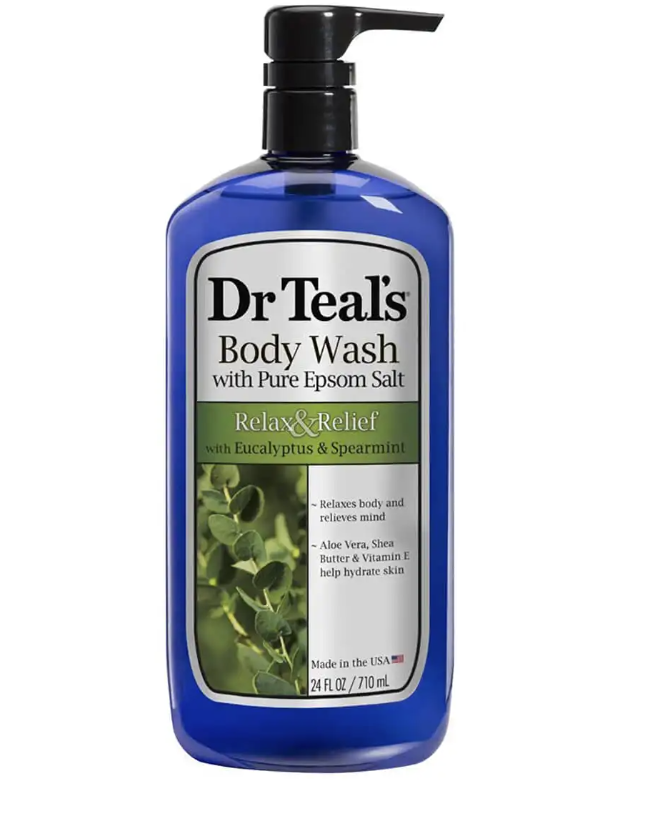 Dr Teal's®
Body Wash
with Pure Epsom Salt
Relax & Relief
with Eucalyptus & Spearmint
~ Relaxes body and
relieves mind
~ Aloe Vera, Shea
Butter & Vitamin E
help hydrate skin
Made in the USA
24 FL OZ / 710 mL